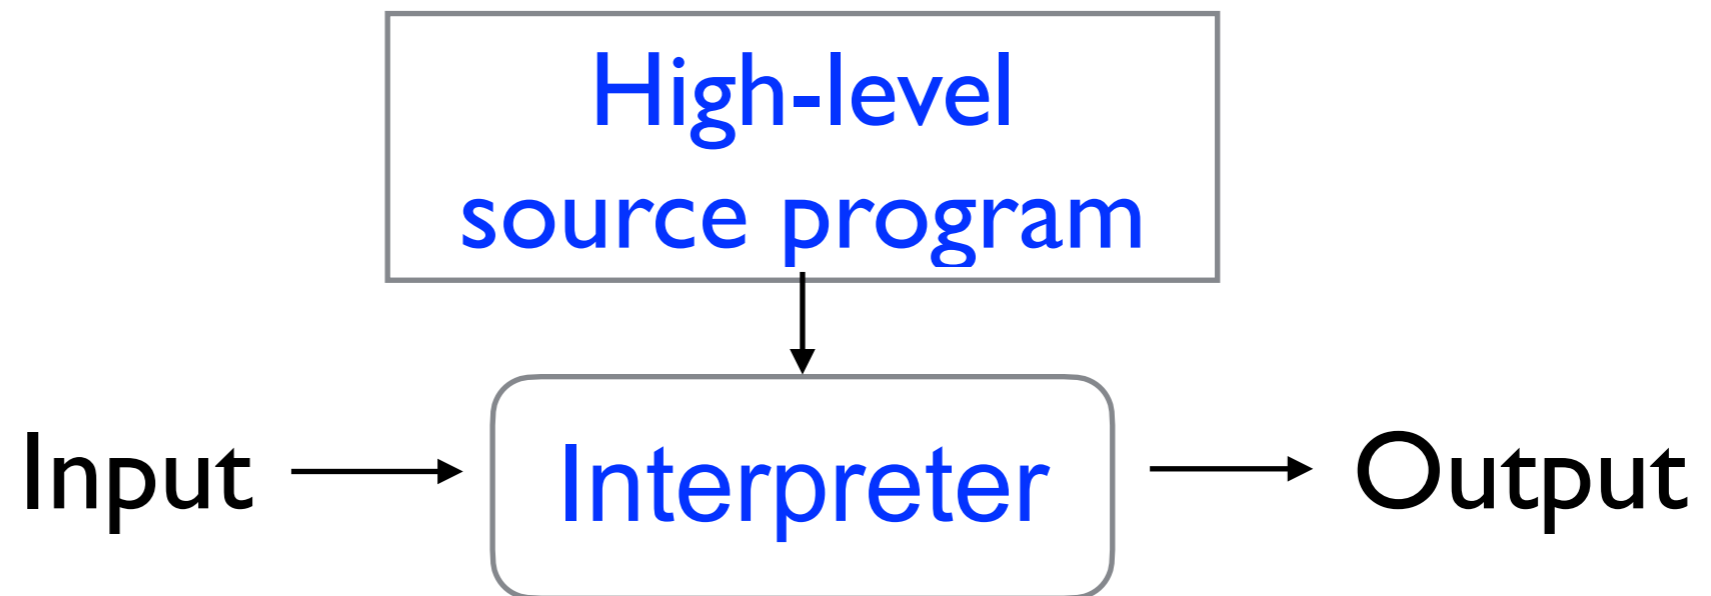 High-level
source program
Input
Interpreter
Output